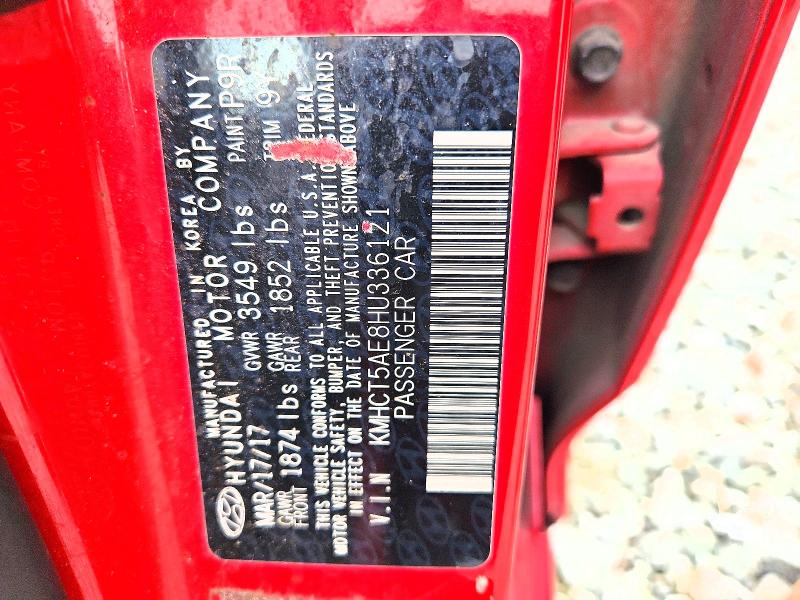 MANUFACTURED IN KOREA BY
HYUNDAI MOTOR COMPANY
MAR/17/17 GVWR 3549 lbs PAINT P9R
GAWR FRONT 1874 lbs GAWR REAR 1852 lbs TRIM
THIS VEHICLE CONFORMS TO ALL APPLICABLE U.S.A. FEDERAL
MOTOR VEHICLE SAFETY, BUMPER, AND THEFT PREVENTION STANDARDS
IN EFFECT ON THE DATE OF MANUFACTURE SHOWN ABOVE
V.I.N KMHCT5AE8HU336121
PASSENGER CAR